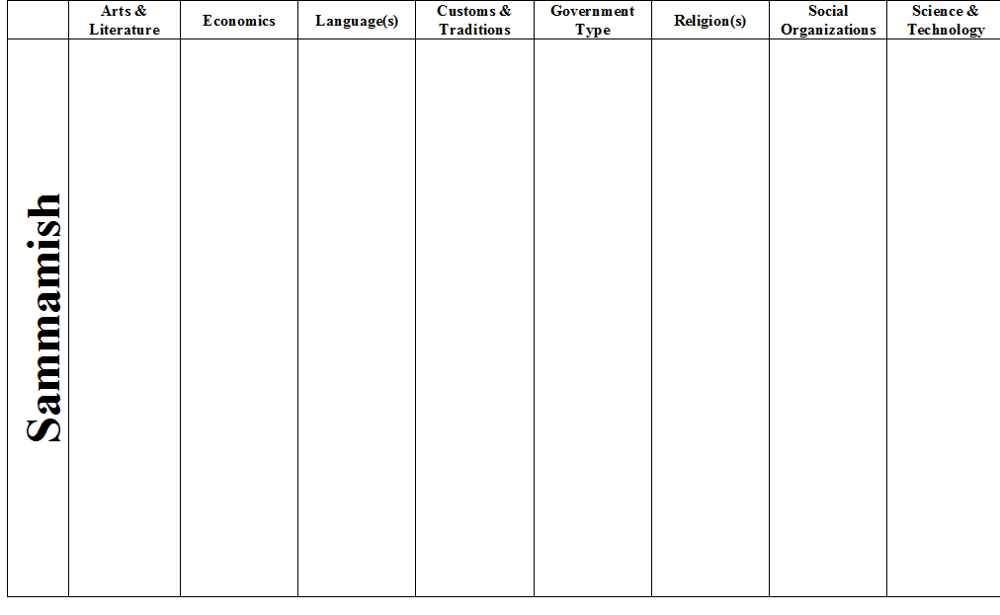 Arts &
Literature
Economics
Language(s)
Customs &
Traditions
Government
Type
Religion(s)
Social
Organizations
Science &
Technology
Sammamish